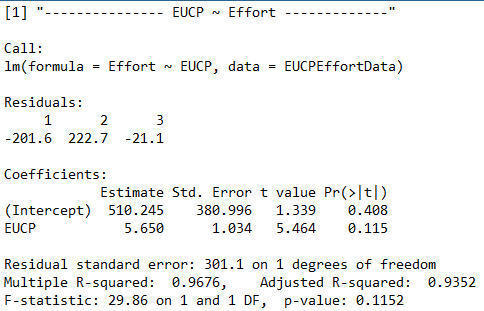 [1] "--------------- EUCP ~ Effort -------------"
Call:
lm(formula = Effort ~ EUCP, data = EUCPEffortData)
Residuals:
1 2 3
-201.6 222.7 -21.1
Coefficients:
Estimate Std. Error t value Pr(>|t|)
(Intercept) 510.245 380.996 1.339 0.408
EUCP 5.650 1.034 5.464 0.115
Residual standard error: 301.1 on 1 degrees of freedom
Multiple R-squared: 0.9676, Adjusted R-squared: 0.9352
F-statistic: 29.86 on 1 and 1 DF, p-value: 0.1152